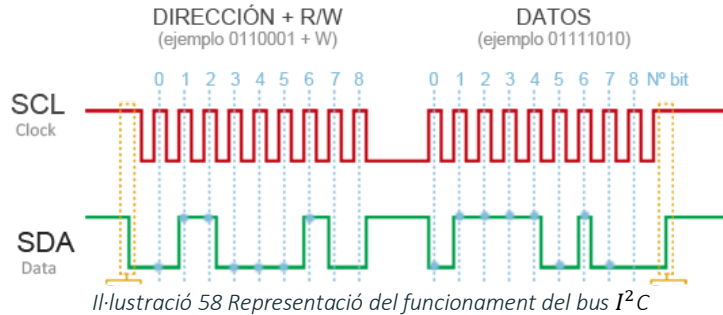 DIRECCIÓN + R/W DATOS
(ejemplo 0110001 + W) (ejemplo 01111010)
0 1 2 3 4 5 6 7 8 0 1 2 3 4 5 6 7 8 Nº bit
SCL
Clock
SDA
Data
Il·lustració 58 Representació del funcionament del bus I²C